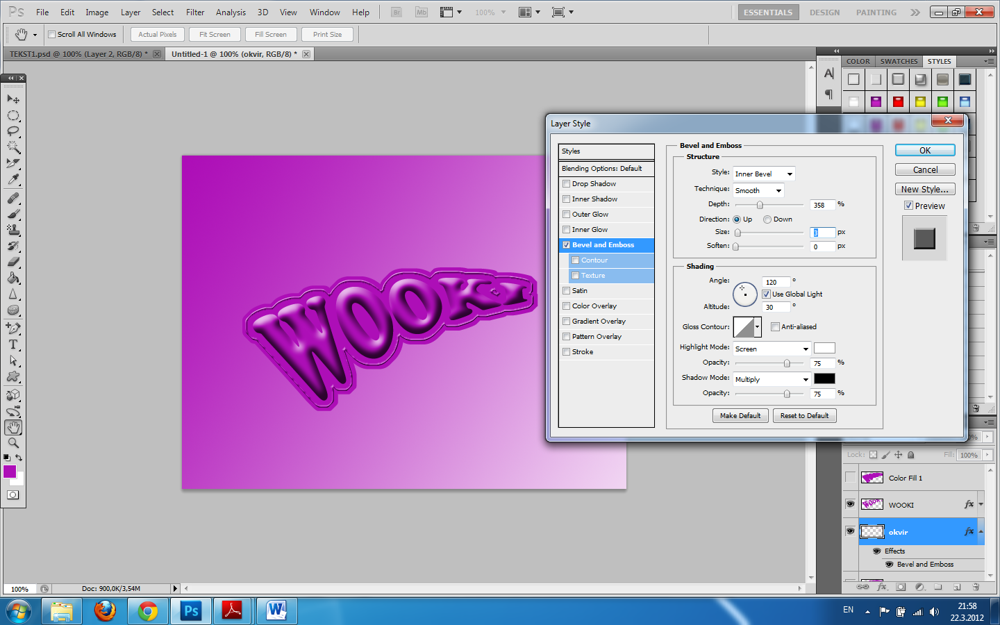 Ps File Edit Image Layer Select Filter Analysis 3D View Window Help Br Mb 100% ESSENTIALS DESIGN PAINTING
Scroll All Windows Actual Pixels Fit Screen Fill Screen Print Size
TEKST1.psd @ 100% (Layer 2, RGB/8) * Untitled-1 @ 100% (okvir, RGB/8) *
COLOR SWATCHES STYLES
Layer Style
Styles
Blending Options: Default
Drop Shadow
Inner Shadow
Outer Glow
Inner Glow
Bevel and Emboss
Contour
Texture
Satin
Color Overlay
Gradient Overlay
Pattern Overlay
Stroke
Bevel and Emboss
Structure
Style: Inner Bevel
Technique: Smooth
Depth: 358 %
Direction: Up Down
Size: 3 px
Soften: 0 px
Shading
Angle: 120 °
Use Global Light
Altitude: 30 °
Gloss Contour: Anti-aliased
Highlight Mode: Screen
Opacity: 75 %
Shadow Mode: Multiply
Opacity: 75 %
Make Default Reset to Default
OK
Cancel
New Style...
Preview
WOOKI
Lock: Fill: 100%
Color Fill 1
WOOKI fx
okvir fx
Effects
Bevel and Emboss
100% Doc: 900,0K/3,54M
Ps W EN 21:58
22.3.2012